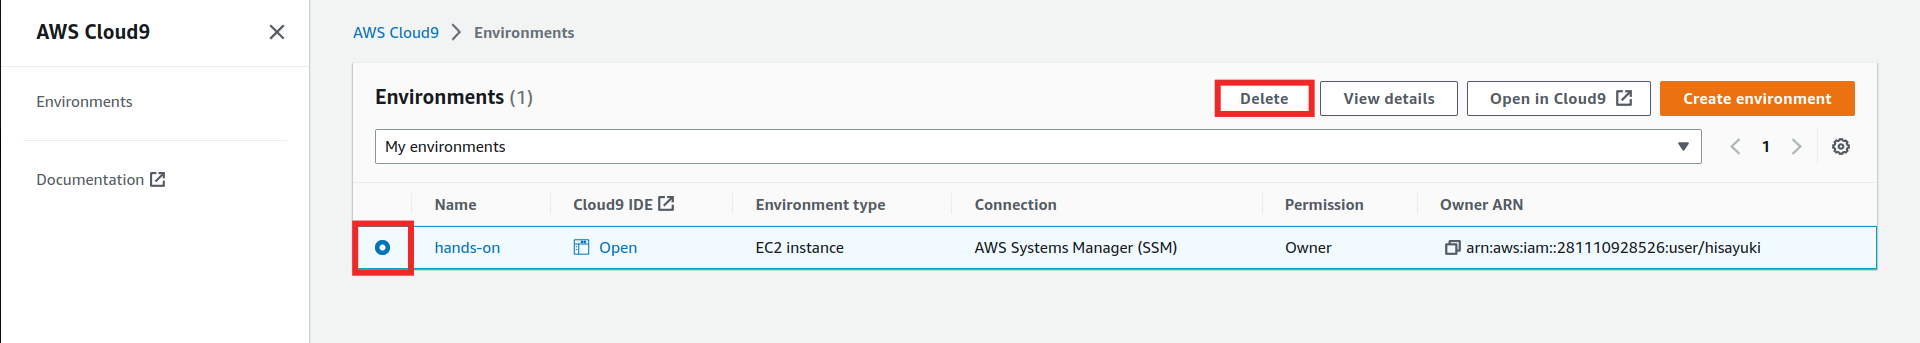 AWS Cloud9
Environments
Documentation
AWS Cloud9 > Environments
Environments (1)
Delete View details Open in Cloud9 Create environment
My environments 1
Name Cloud9 IDE Environment type Connection Permission Owner ARN
hands-on Open EC2 instance AWS Systems Manager (SSM) Owner arn:aws:iam::281110928526:user/hisayuki